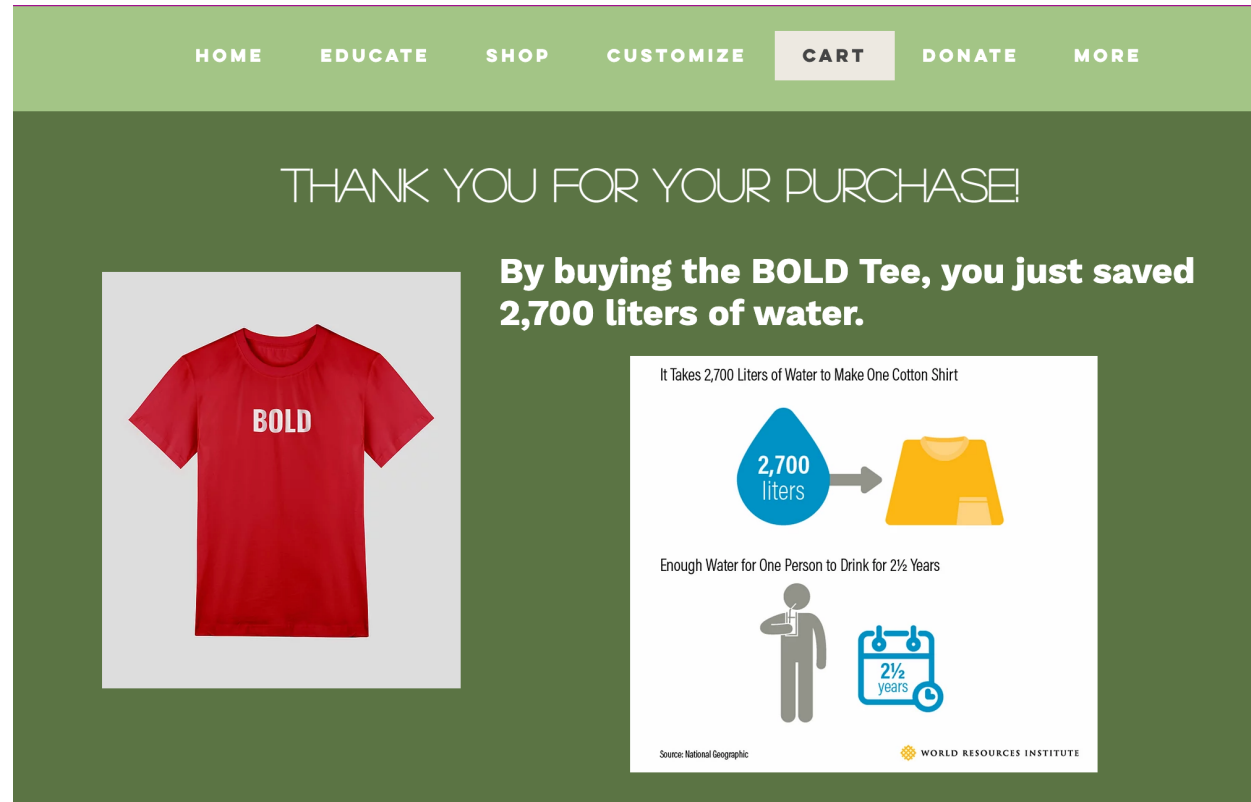 HOME EDUCATE SHOP CUSTOMIZE CART DONATE MORE
THANK YOU FOR YOUR PURCHASE!
By buying the BOLD Tee, you just saved
2,700 liters of water.
BOLD
It Takes 2,700 Liters of Water to Make One Cotton Shirt
2,700
liters
Enough Water for One Person to Drink for 2½ Years
2½
years
Source: National Geographic
WORLD RESOURCES INSTITUTE